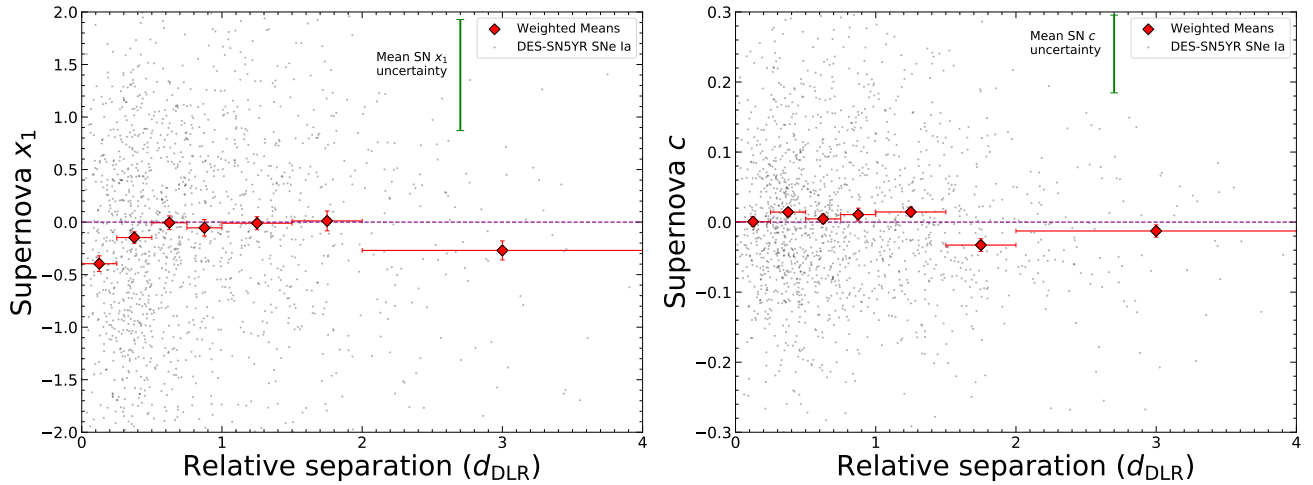 2.0
1.5
1.0
0.5
0.0
−0.5
−1.0
−1.5
−2.0
Supernova x₁
Mean SN x₁
uncertainty
Weighted Means
DES-SN5YR SNe Ia
0 1 2 3 4
Relative separation (d_DLR)
0.3
0.2
0.1
0.0
−0.1
−0.2
−0.3
Supernova c
Mean SN c
uncertainty
Weighted Means
DES-SN5YR SNe Ia
0 1 2 3 4
Relative separation (d_DLR)